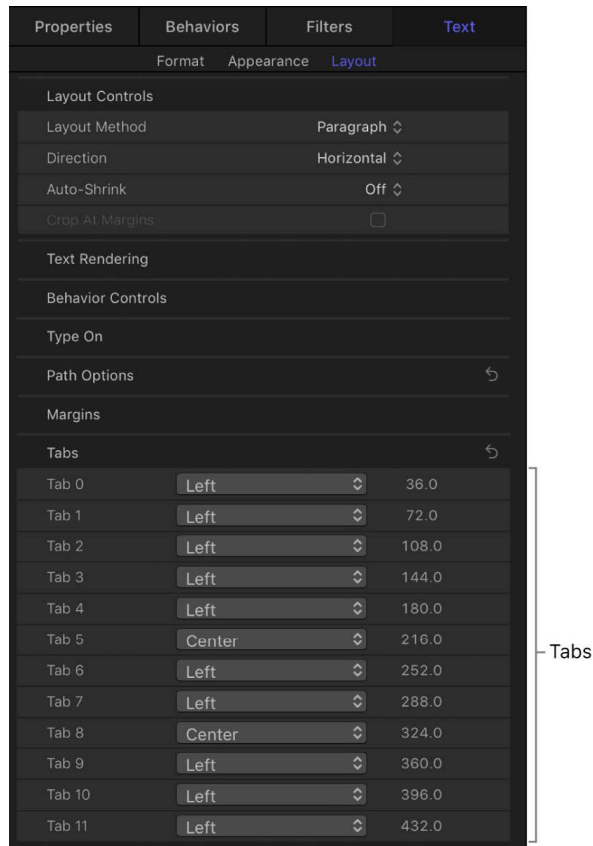 Properties Behaviors Filters Text
Format Appearance Layout
Layout Controls
Layout Method Paragraph
Direction Horizontal
Auto-Shrink Off
Crop At Margins
Text Rendering
Behavior Controls
Type On
Path Options
Margins
Tabs
Tab 0 Left 36.0
Tab 1 Left 72.0
Tab 2 Left 108.0
Tab 3 Left 144.0
Tab 4 Left 180.0
Tab 5 Center 216.0
Tab 6 Left 252.0
Tab 7 Left 288.0
Tab 8 Center 324.0
Tab 9 Left 360.0
Tab 10 Left 396.0
Tab 11 Left 432.0
Tabs